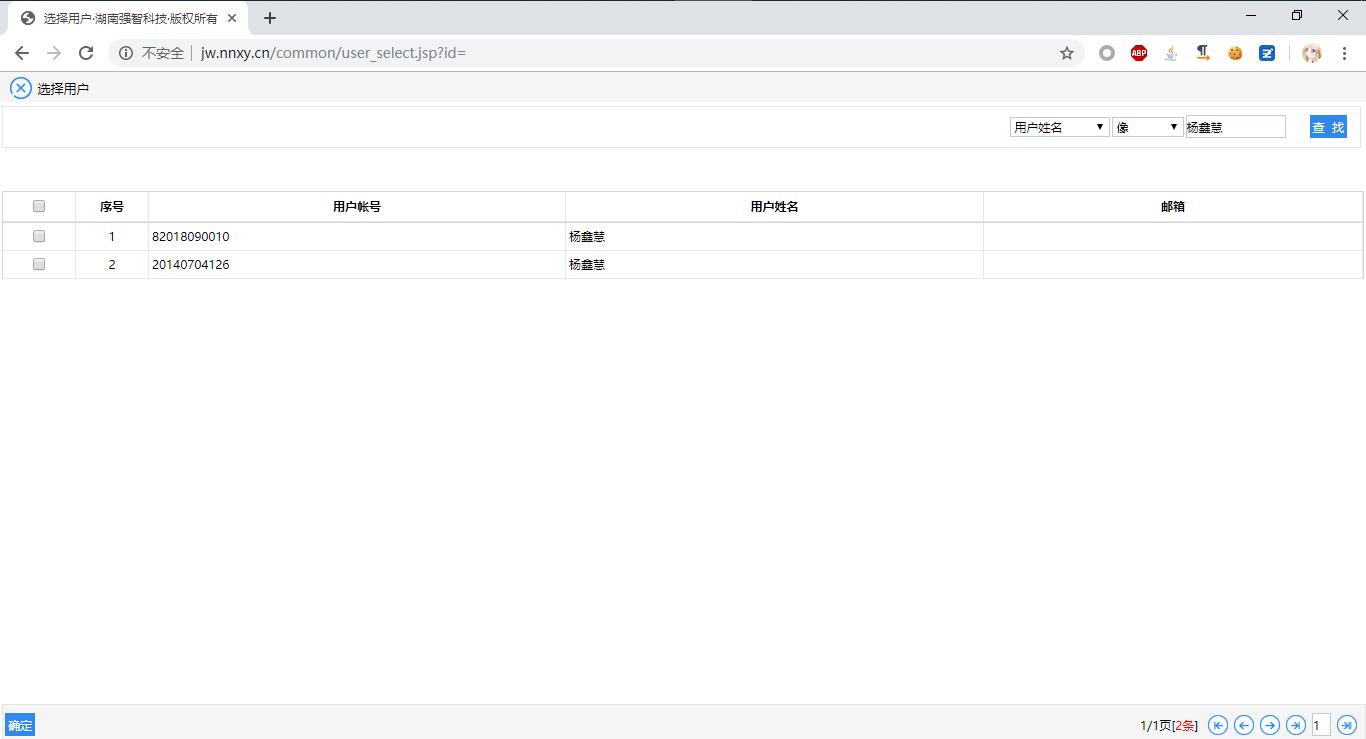 选择用户·湖南强智科技·版权所有
不安全 | jw.nnxy.cn/common/user_select.jsp?id=
ABP
选择用户
用户姓名 像 杨鑫慧 查 找
序号 用户帐号 用户姓名 邮箱
1 82018090010 杨鑫慧
2 20140704126 杨鑫慧
确定 1/1页[2条] 1